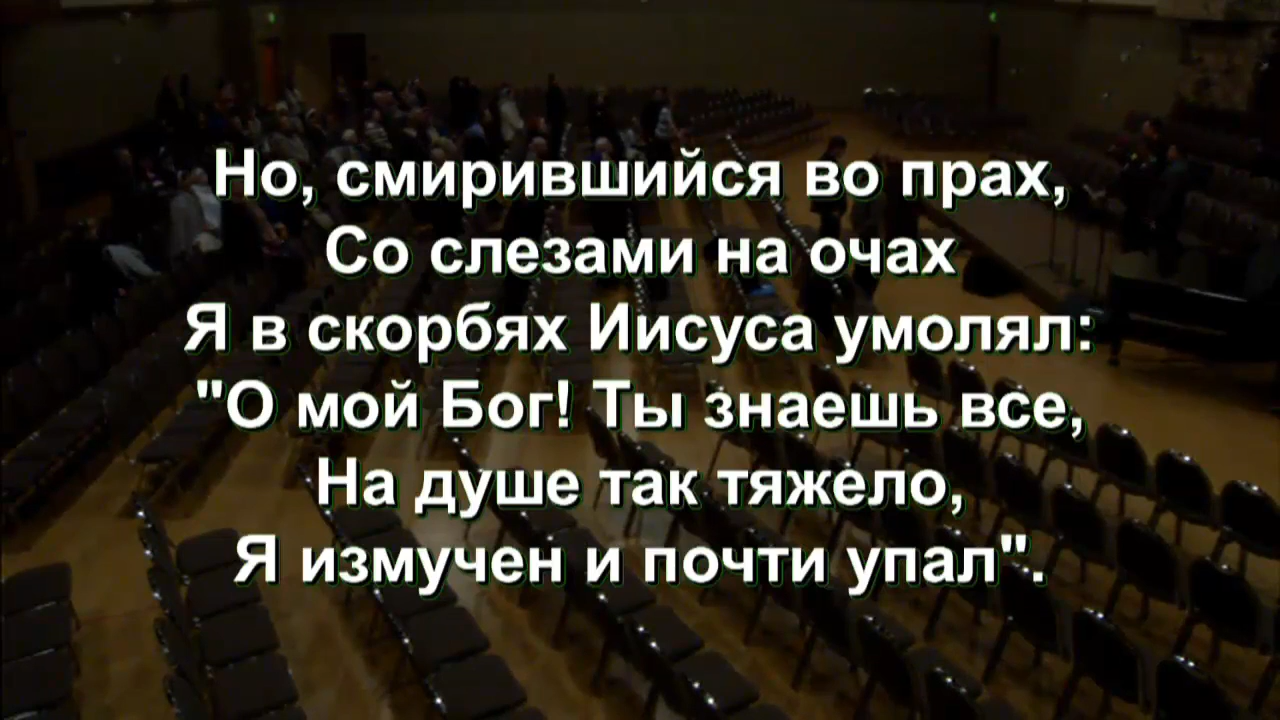 Но, смирившийся во прах,
Со слезами на очах
Я в скорбях Иисуса умолял:
"О мой Бог! Ты знаешь все,
На душе так тяжело,
Я измучен и почти упал".